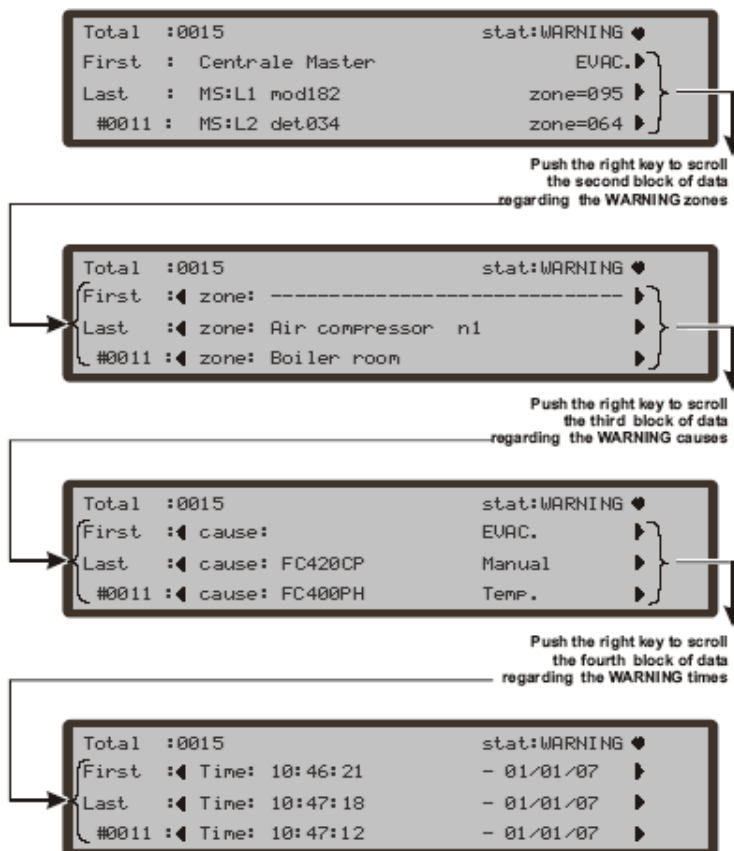 Total :0015 stat:WARNING
First : Centrale Master EVAC.
Last : MS:L1 mod182 zone=095
#0011 : MS:L2 det034 zone=064
Push the right key to scroll
the second block of data
regarding the WARNING zones
Total :0015 stat:WARNING
First : zone: ------------------------------
Last : zone: Air compressor n1
#0011 : zone: Boiler room
Push the right key to scroll
the third block of data
regarding the WARNING causes
Total :0015 stat:WARNING
First : cause: EVAC.
Last : cause: FC420CP Manual
#0011 : cause: FC400PH Temp.
Push the right key to scroll
the fourth block of data
regarding the WARNING times
Total :0015 stat:WARNING
First : Time: 10:46:21 - 01/01/07
Last : Time: 10:47:18 - 01/01/07
#0011 : Time: 10:47:12 - 01/01/07